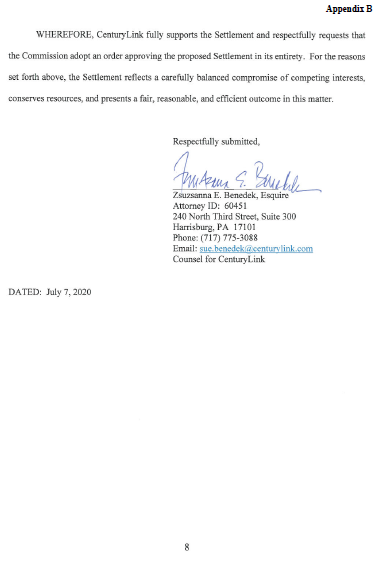 Appendix B
WHEREFORE, CenturyLink fully supports the Settlement and respectfully requests that
the Commission adopt an order approving the proposed Settlement in its entirety. For the reasons
set forth above, the Settlement reflects a carefully balanced compromise of competing interests,
conserves resources, and presents a fair, reasonable, and efficient outcome in this matter.
Respectfully submitted,
Zsuzsanna E. Benedek
Zsuzsanna E. Benedek, Esquire
Attorney ID: 60451
240 North Third Street, Suite 300
Harrisburg, PA 17101
Phone: (717) 775-3088
Email: sue.benedek@centurylink.com
Counsel for CenturyLink
DATED: July 7, 2020
8